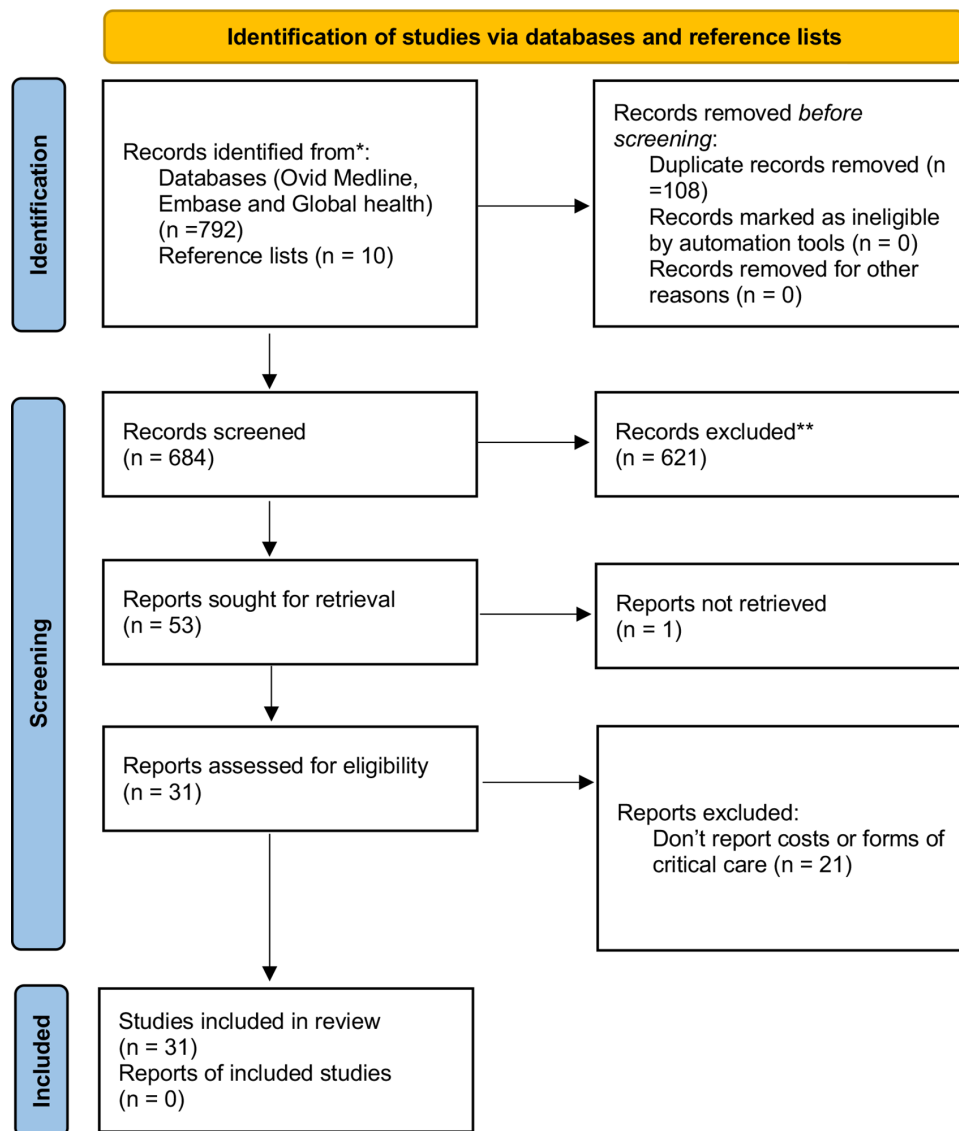 Identification of studies via databases and reference lists
Identification
Records identified from*:
Databases (Ovid Medline,
Embase and Global health)
(n =792)
Reference lists (n = 10)
Records removed before
screening:
Duplicate records removed (n
=108)
Records marked as ineligible
by automation tools (n = 0)
Records removed for other
reasons (n = 0)
Screening
Records screened
(n = 684)
Records excluded**
(n = 621)
Reports sought for retrieval
(n = 53)
Reports not retrieved
(n = 1)
Reports assessed for eligibility
(n = 31)
Reports excluded:
Don’t report costs or forms of
critical care (n = 21)
Included
Studies included in review
(n = 31)
Reports of included studies
(n = 0)